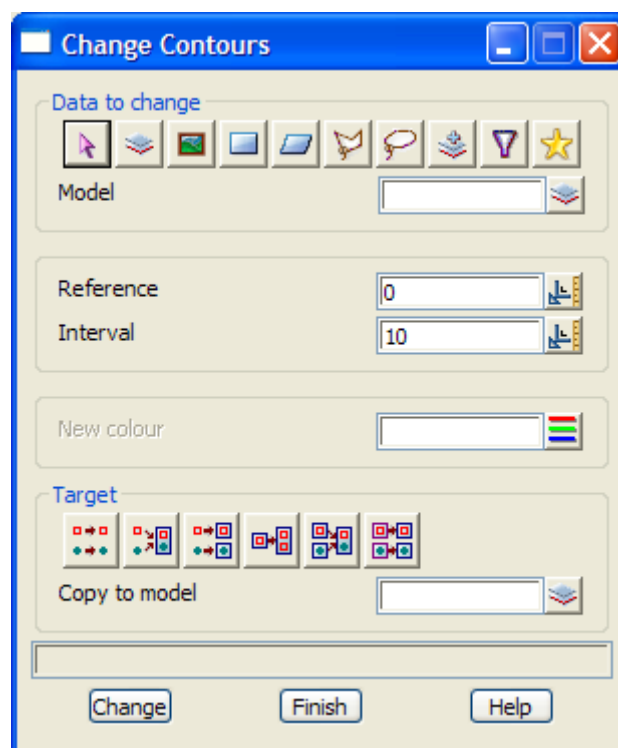 Change Contours
Data to change
Model
Reference 0
Interval 10
New colour
Target
Copy to model
Change Finish Help